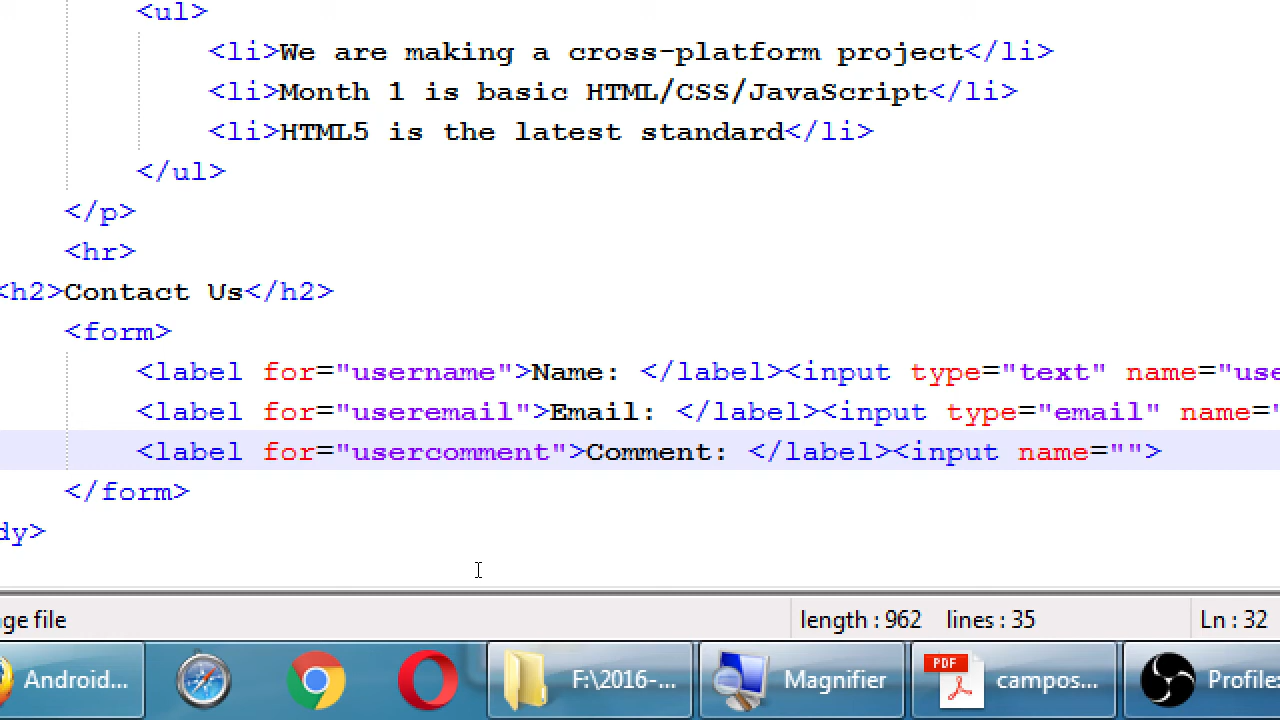 <ul>
<li>We are making a cross-platform project</li>
<li>Month 1 is basic HTML/CSS/JavaScript</li>
<li>HTML5 is the latest standard</li>
</ul>
</p>
<hr>
<h2>Contact Us</h2>
<form>
<label for="username">Name: </label><input type="text" name="use
<label for="useremail">Email: </label><input type="email" name="
<label for="usercomment">Comment: </label><input name="">
</form>
dy>
ge file length : 962 lines : 35 Ln : 32
Android... F:\2016-... Magnifier PDF campos... Profile: